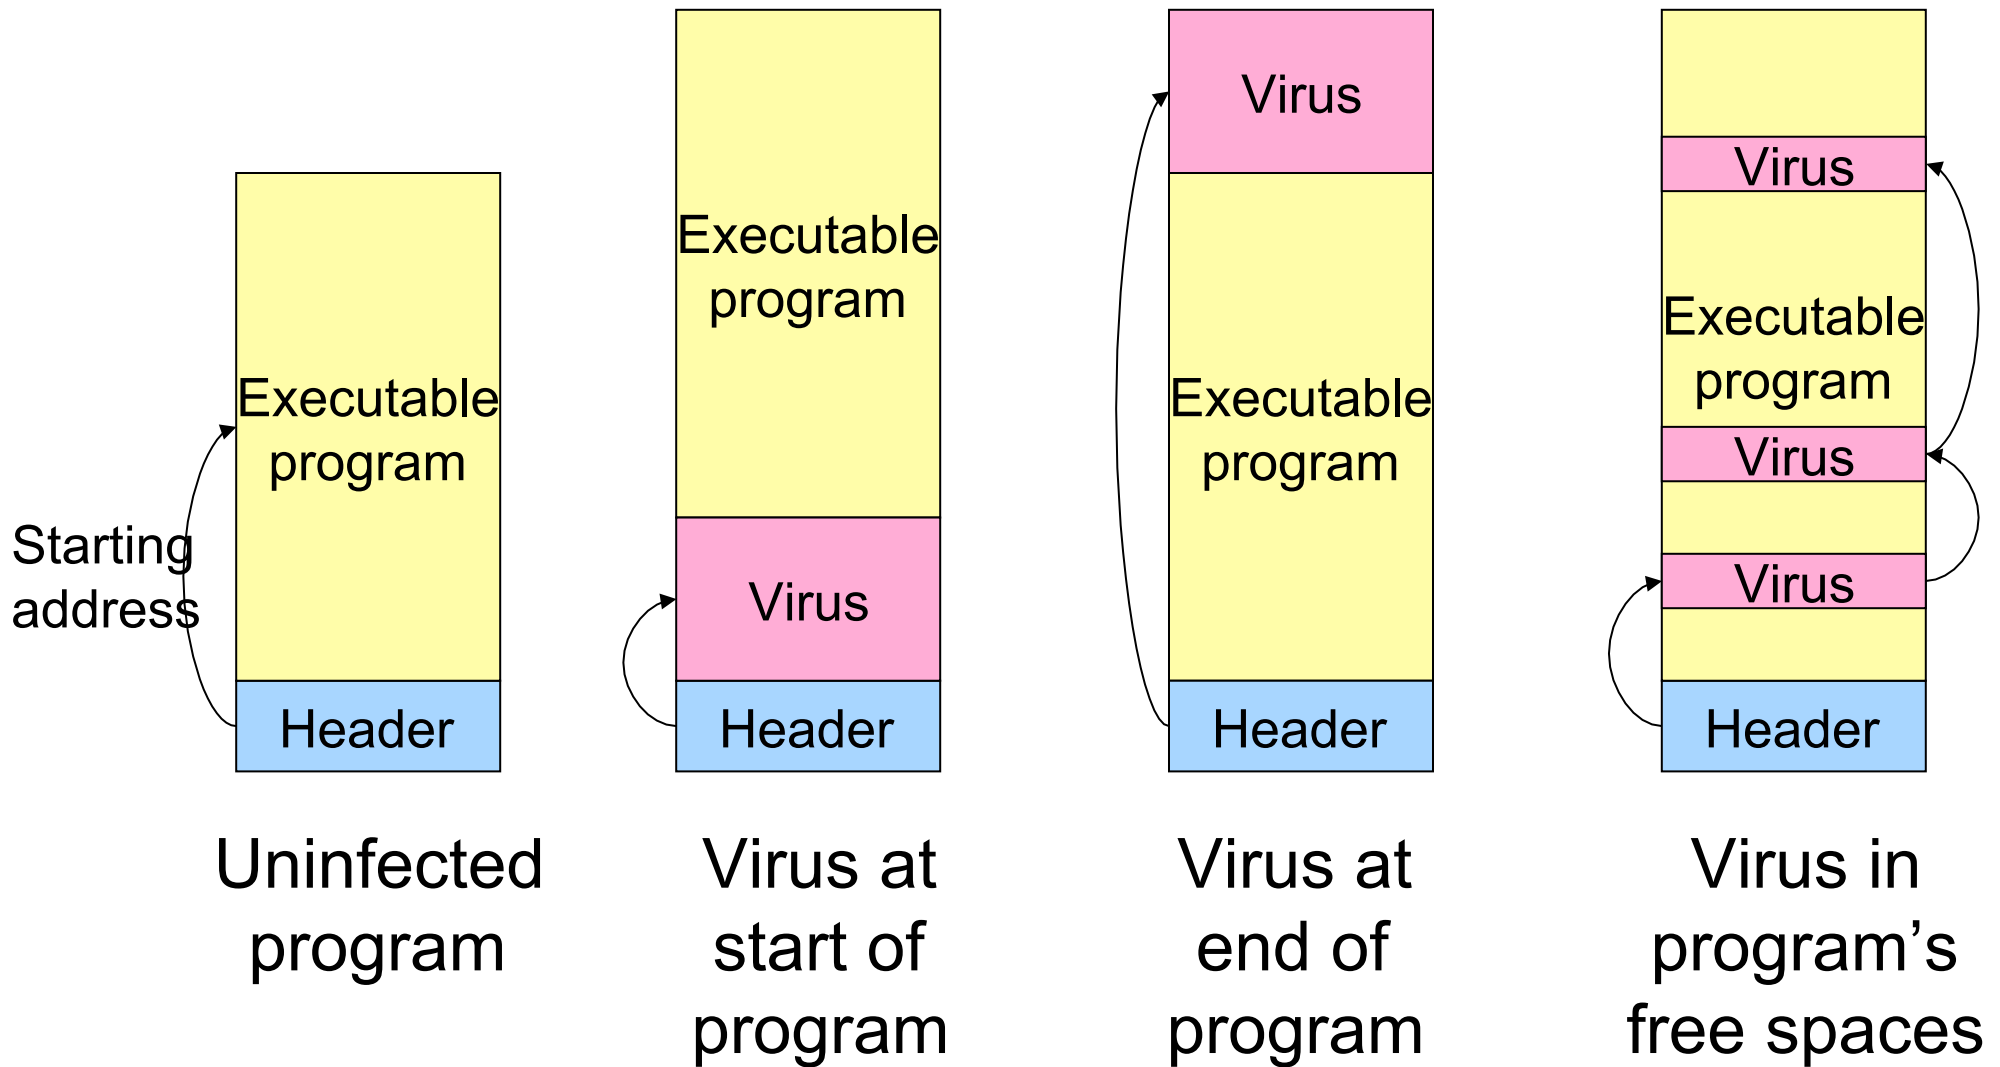 Starting
address
Executable
program
Header
Uninfected
program
Executable
program
Virus
Header
Virus at
start of
program
Virus
Executable
program
Header
Virus at
end of
program
Virus
Executable
program
Virus
Virus
Header
Virus in
program’s
free spaces